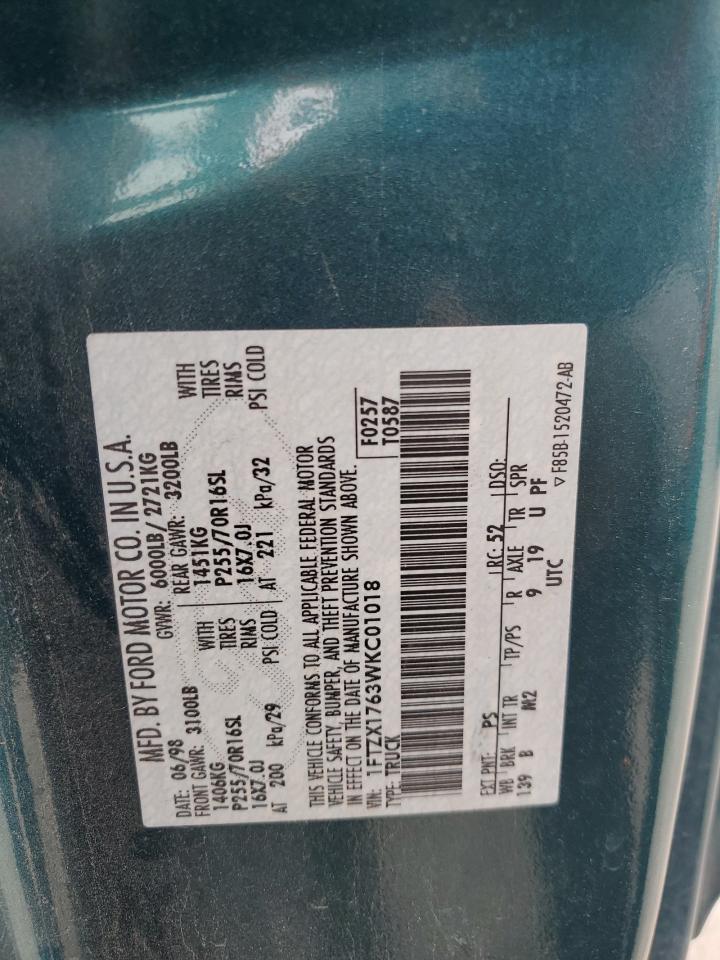 MFD. BY FORD MOTOR CO. IN U.S.A.
DATE: 06/98 GVWR: 6000LB/ 2721KG
FRONT GAWR: 3100LB REAR GAWR: 3200LB
1406KG WITH 1451KG WITH
P255/70R16SL TIRES P255/70R16SL TIRES
16X7.0J RIMS 16X7.0J RIMS
AT 200 kPa/29 PSI COLD AT 221 kPa/32 PSI COLD
THIS VEHICLE CONFORMS TO ALL APPLICABLE FEDERAL MOTOR
VEHICLE SAFETY, BUMPER, AND THEFT PREVENTION STANDARDS
IN EFFECT ON THE DATE OF MANUFACTURE SHOWN ABOVE.
VIN: 1FTZX1763WKC01018 F0257
TYPE: TRUCK T0587
EXT PNT: PS RC: 52 DSO:
WB BRK INT TR TP/PS R AXLE TR SPR
139 B M2 9 19 U PF
UTC
▽ F85B-1520472-AB